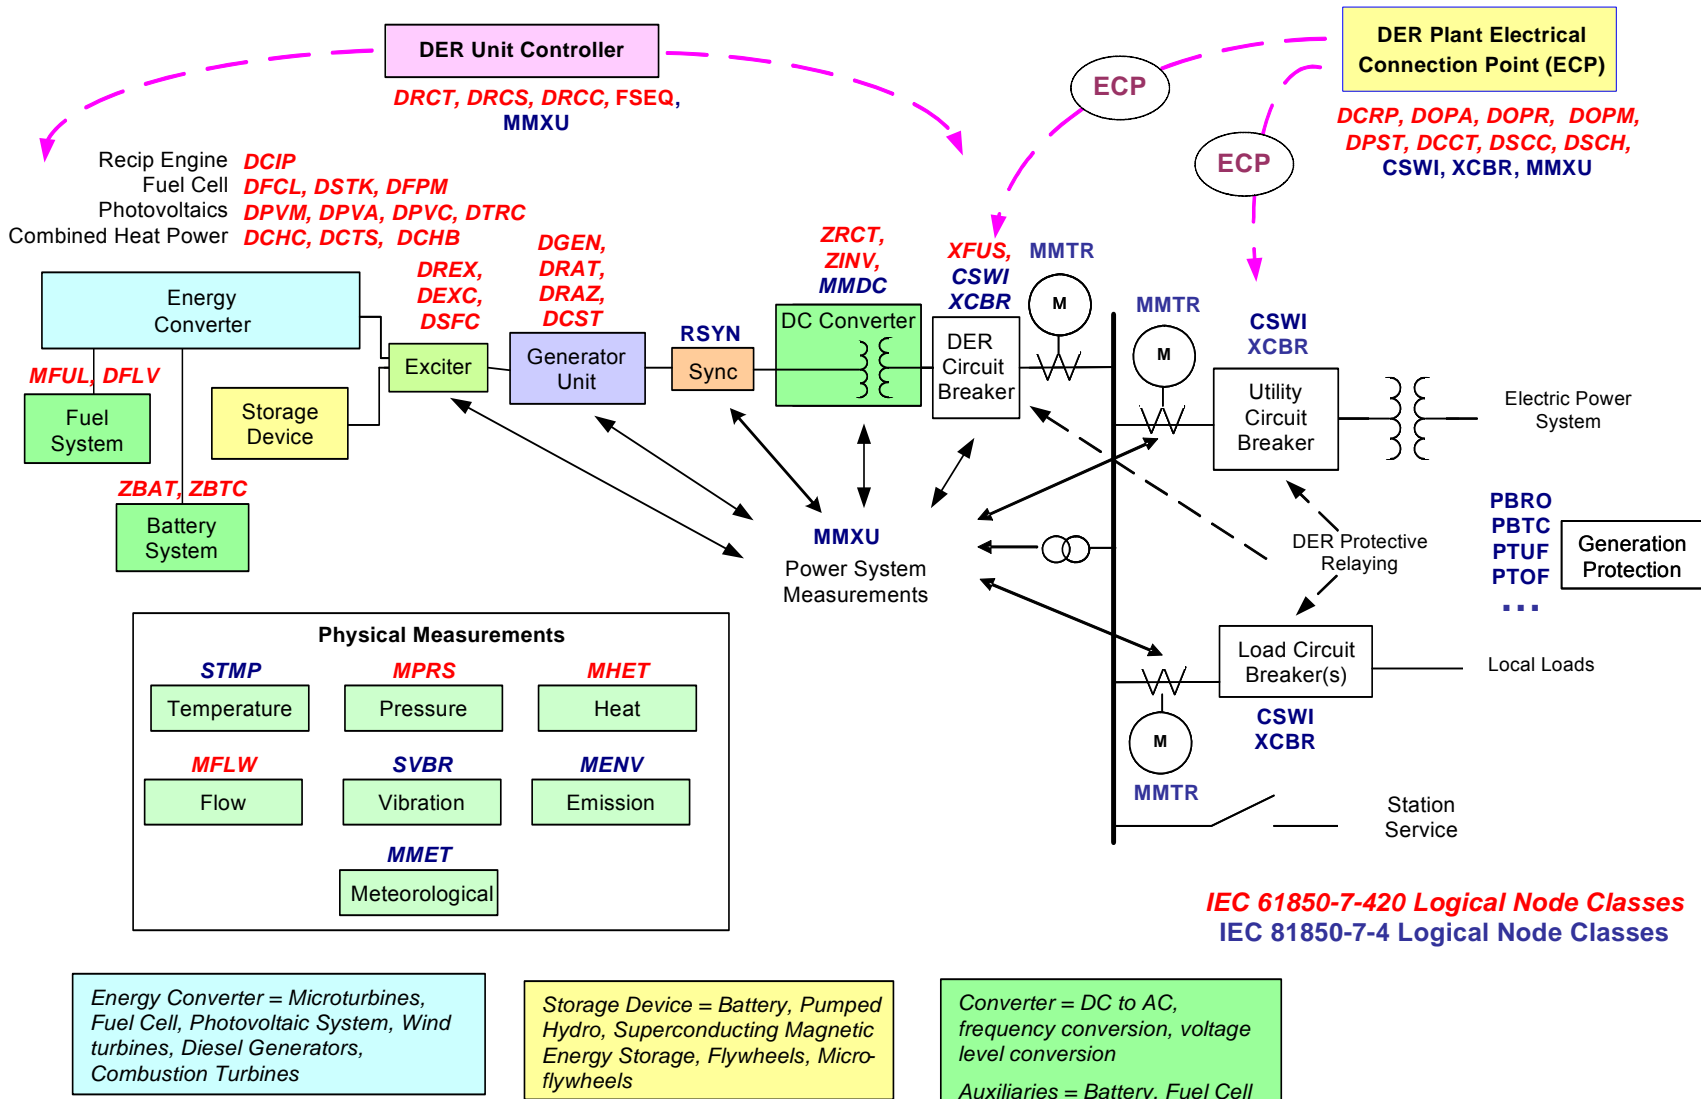 DER Unit Controller
DRCT, DRCS, DRCC, FSEQ,
MMXU
ECP
ECP
DER Plant Electrical
Connection Point (ECP)
DCRP, DOPA, DOPR, DOPM,
DPST, DCCT, DSCC, DSCH,
CSWI, XCBR, MMXU
Recip Engine DCIP
Fuel Cell DFCL, DSTK, DFPM
Photovoltaics DPVM, DPVA, DPVC, DTRC
Combined Heat Power DCHC, DCTS, DCHB
DREX,
DEXC,
DSFC
DGEN,
DRAT,
DRAZ,
DCST
ZRCT,
ZINV,
MMDC
XFUS,
CSWI
XCBR
MMTR
M
MMTR
M
CSWI
XCBR
Energy
Converter
Exciter
Generator
Unit
RSYN
Sync
DC Converter
DER
Circuit
Breaker
Utility
Circuit
Breaker
Electric Power
System
MFUL, DFLV
Fuel
System
Storage
Device
ZBAT, ZBTC
Battery
System
MMXU
Power System
Measurements
DER Protective
Relaying
PBRO
PBTC
PTUF
PTOF
...
Generation
Protection
Load Circuit
Breaker(s)
CSWI
XCBR
Local Loads
M
MMTR
Station
Service
Physical Measurements
STMP
Temperature
MPRS
Pressure
MHET
Heat
MFLW
Flow
SVBR
Vibration
MENV
Emission
MMET
Meteorological
IEC 61850-7-420 Logical Node Classes
IEC 81850-7-4 Logical Node Classes
Energy Converter = Microturbines,
Fuel Cell, Photovoltaic System, Wind
turbines, Diesel Generators,
Combustion Turbines
Storage Device = Battery, Pumped
Hydro, Superconducting Magnetic
Energy Storage, Flywheels, Micro-
flywheels
Converter = DC to AC,
frequency conversion, voltage
level conversion
Auxiliaries = Battery, Fuel Cell